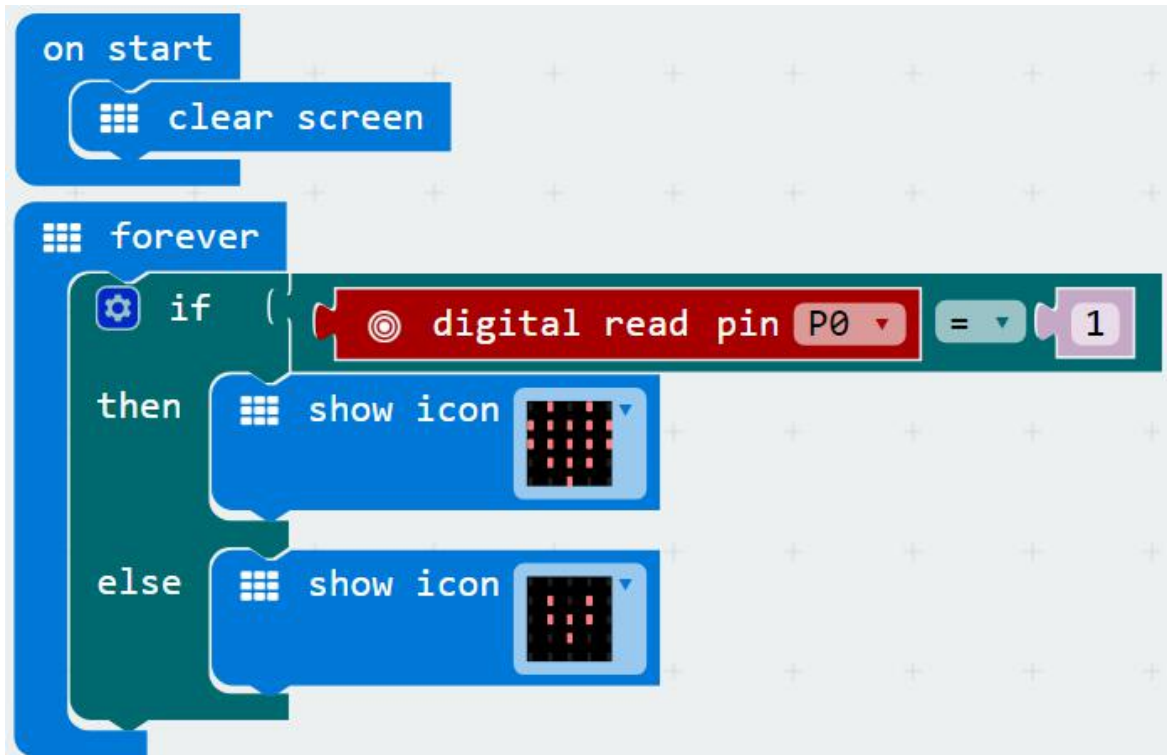 on start
clear screen
forever
if digital read pin P0 = 1
then show icon
else show icon